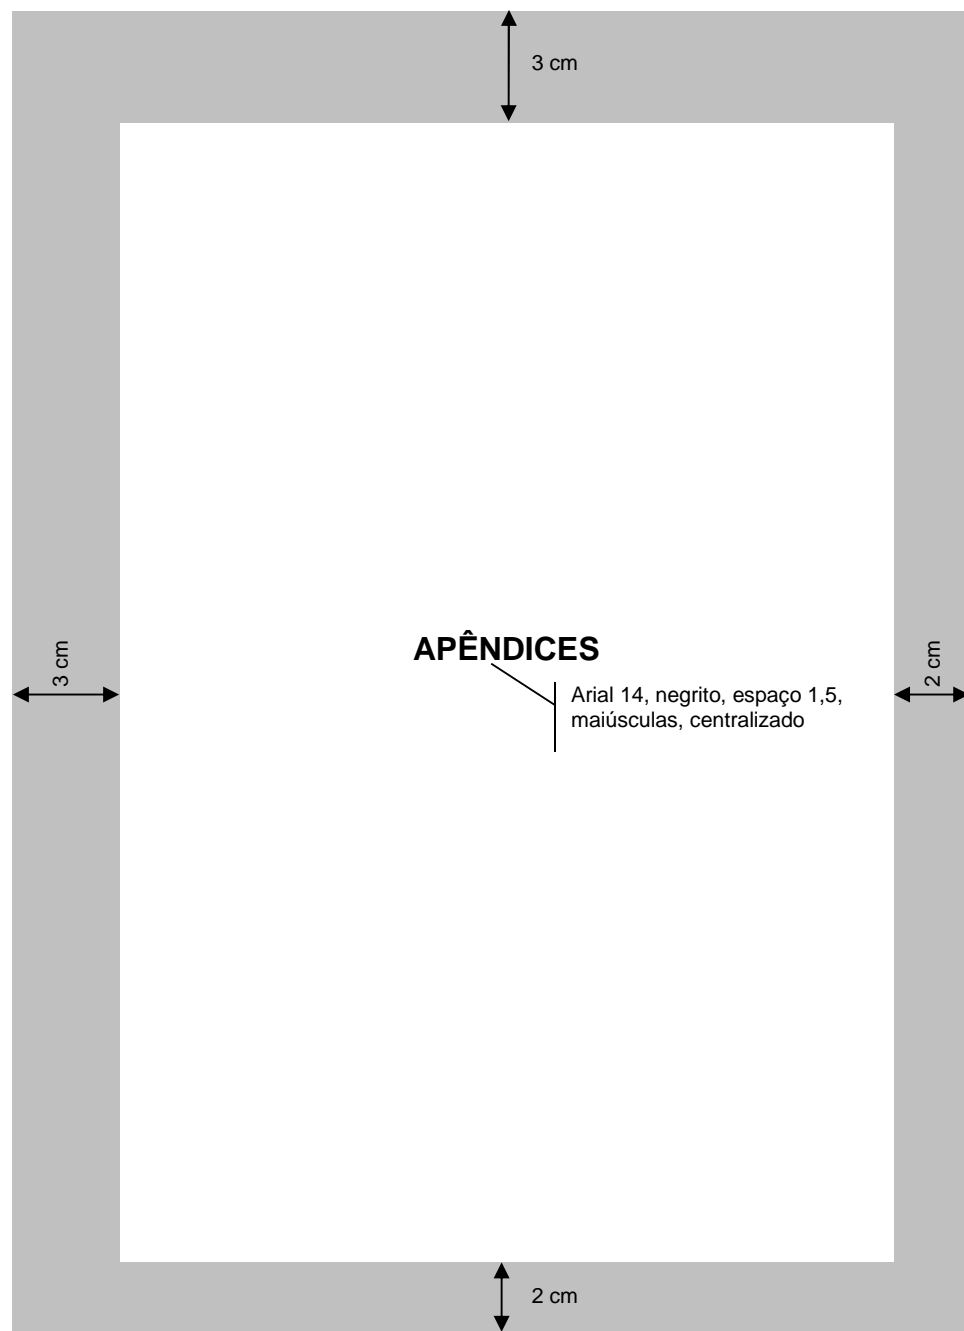 3 cm
APÊNDICES
3 cm
2 cm
Arial 14, negrito, espaço 1,5,
maiúsculas, centralizado
2 cm